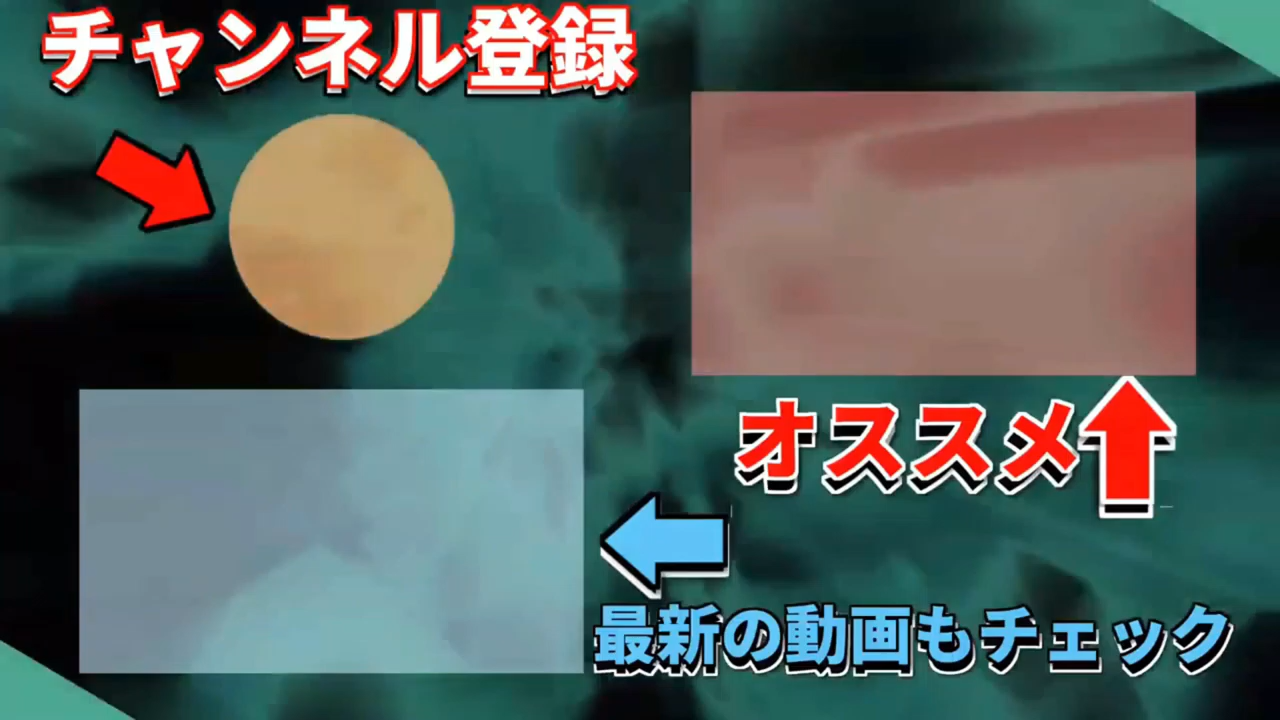 チャンネル登録
オススメ
最新の動画もチェック